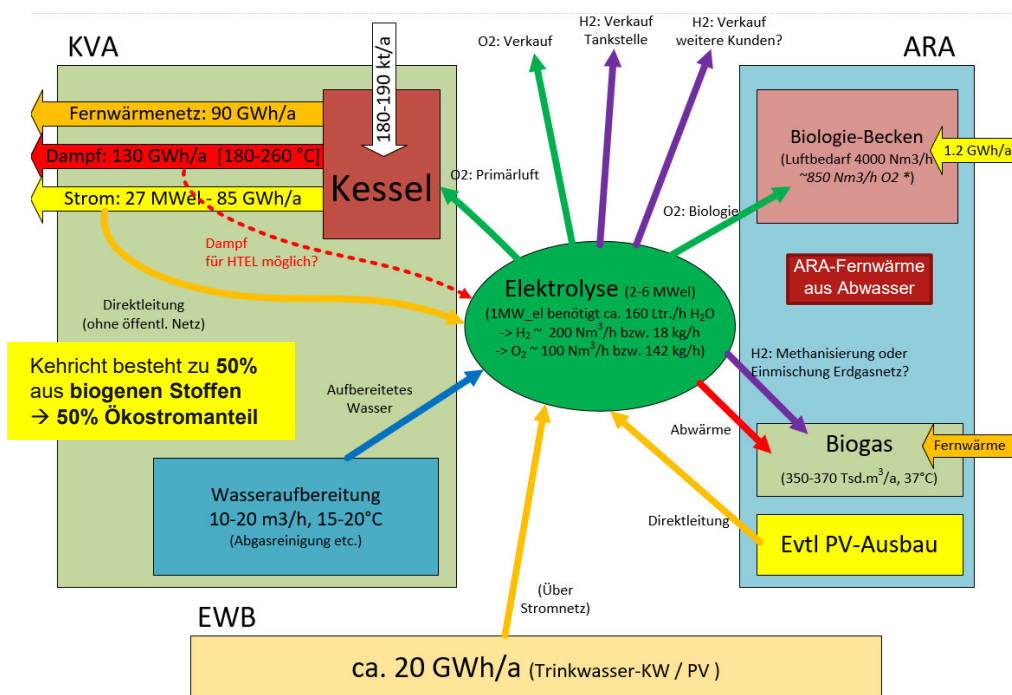 KVA
O2: Verkauf
H2: Verkauf
Tankstelle
H2: Verkauf
weitere Kunden?
ARA
180-190 kt/a
Fernwärmenetz: 90 GWh/a
Dampf: 130 GWh/a [180-260 °C]
Strom: 27 MWel - 85 GWh/a
Kessel
O2: Primärluft
Biologie-Becken
(Luftbedarf 4000 Nm3/h
~850 Nm3/h O2 *)
1.2 GWh/a
O2: Biologie
Dampf
für HTEL möglich?
ARA-Fernwärme
aus Abwasser
Direktleitung
(ohne öffentl. Netz)
Elektrolyse (2-6 MWel)
(1MW_el benötigt ca. 160 Ltr./h H₂O
-> H₂ ~ 200 Nm³/h bzw. 18 kg/h
-> O₂ ~ 100 Nm³/h bzw. 142 kg/h)
Kehricht besteht zu 50%
aus biogenen Stoffen
→ 50% Ökostromanteil
Aufbereitetes
Wasser
H2: Methanisierung oder
Einmischung Erdgasnetz?
Abwärme
Biogas
(350-370 Tsd.m³/a, 37°C)
Fernwärme
Wasseraufbereitung
10-20 m3/h, 15-20°C
(Abgasreinigung etc.)
Direktleitung
Evtl PV-Ausbau
(Über
Stromnetz)
EWB
ca. 20 GWh/a (Trinkwasser-KW / PV )